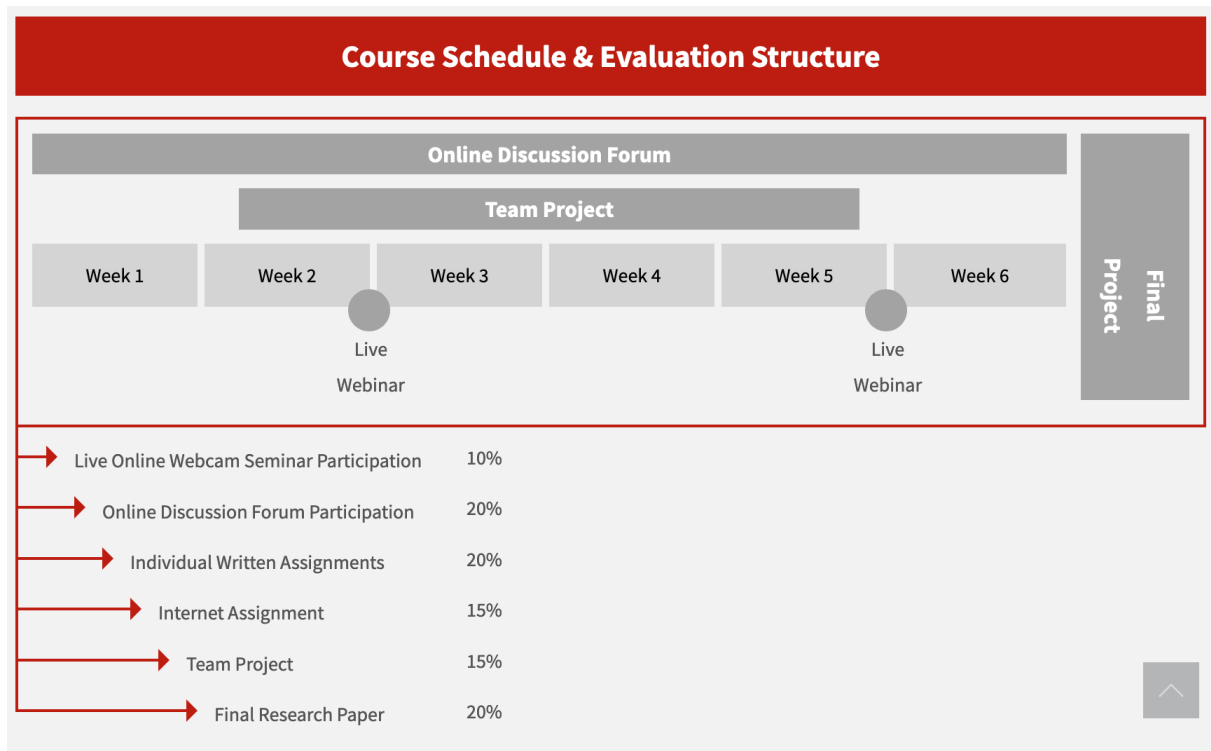 Course Schedule & Evaluation Structure
Online Discussion Forum
Team Project
Week 1
Week 2
Week 3
Week 4
Week 5
Week 6
Final
Project
Live
Webinar
Live
Webinar
Live Online Webcam Seminar Participation 10%
Online Discussion Forum Participation 20%
Individual Written Assignments 20%
Internet Assignment 15%
Team Project 15%
Final Research Paper 20%